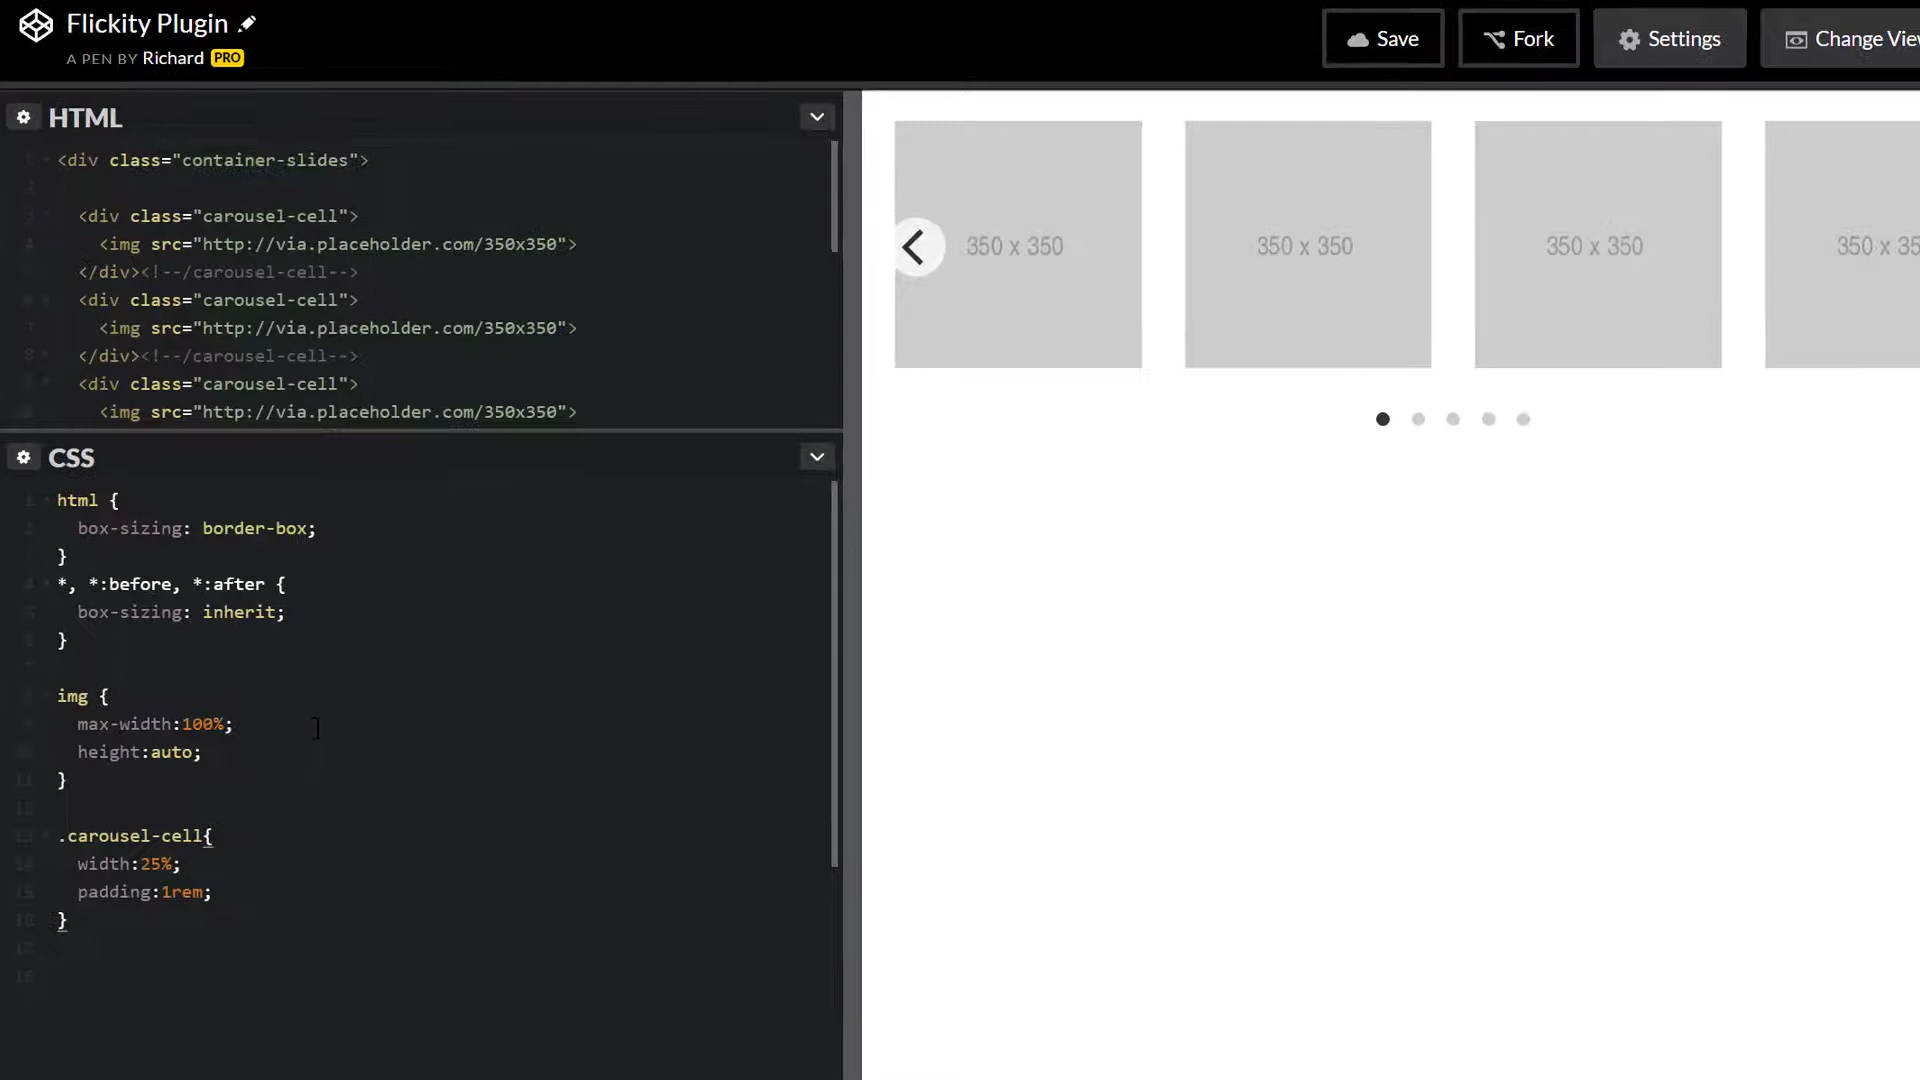 Flickity Plugin
A PEN BY Richard PRO
Save
Fork
Settings
Change Vie
HTML
<div class="container-slides">
<div class="carousel-cell">
<img src="http://via.placeholder.com/350x350">
</div><!--/carousel-cell-->
<div class="carousel-cell">
<img src="http://via.placeholder.com/350x350">
</div><!--/carousel-cell-->
<div class="carousel-cell">
<img src="http://via.placeholder.com/350x350">
CSS
html {
box-sizing: border-box;
}
*, *:before, *:after {
box-sizing: inherit;
}
img {
max-width:100%;
height:auto;
}
.carousel-cell{
width:25%;
padding:1rem;
}
350 x 350
350 x 350
350 x 350
350 x 35